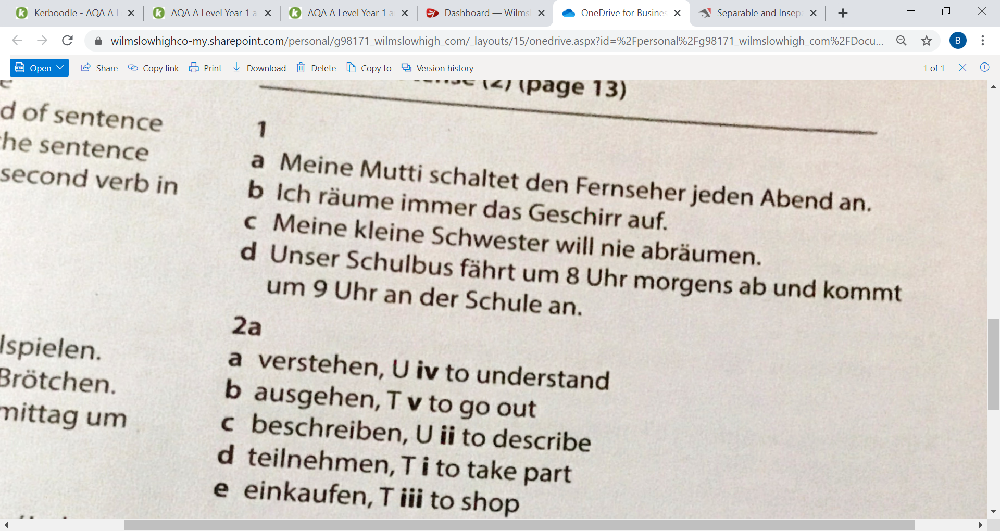 Kerboodle - AQA A L
AQA A Level Year 1 a
AQA A Level Year 1 a
Dashboard — Wilms
OneDrive for Busines
Separable and Insep
wilmslowhighco-my.sharepoint.com/personal/g98171_wilmslowhigh_com/_layouts/15/onedrive.aspx?id=%2Fpersonal%2Fg98171_wilmslowhigh_com%2FDocu...
B
Open
Share
Copy link
Print
Download
Delete
Copy to
Version history
1 of 1
(2) (page 13)
d of sentence
he sentence
second verb in
lspielen.
Brötchen.
mittag um
1
a Meine Mutti schaltet den Fernseher jeden Abend an.
b Ich räume immer das Geschirr auf.
c Meine kleine Schwester will nie abräumen.
d Unser Schulbus fährt um 8 Uhr morgens ab und kommt
um 9 Uhr an der Schule an.
2a
a verstehen, U iv to understand
b ausgehen, T v to go out
c beschreiben, U ii to describe
d teilnehmen, T i to take part
e einkaufen, T iii to shop